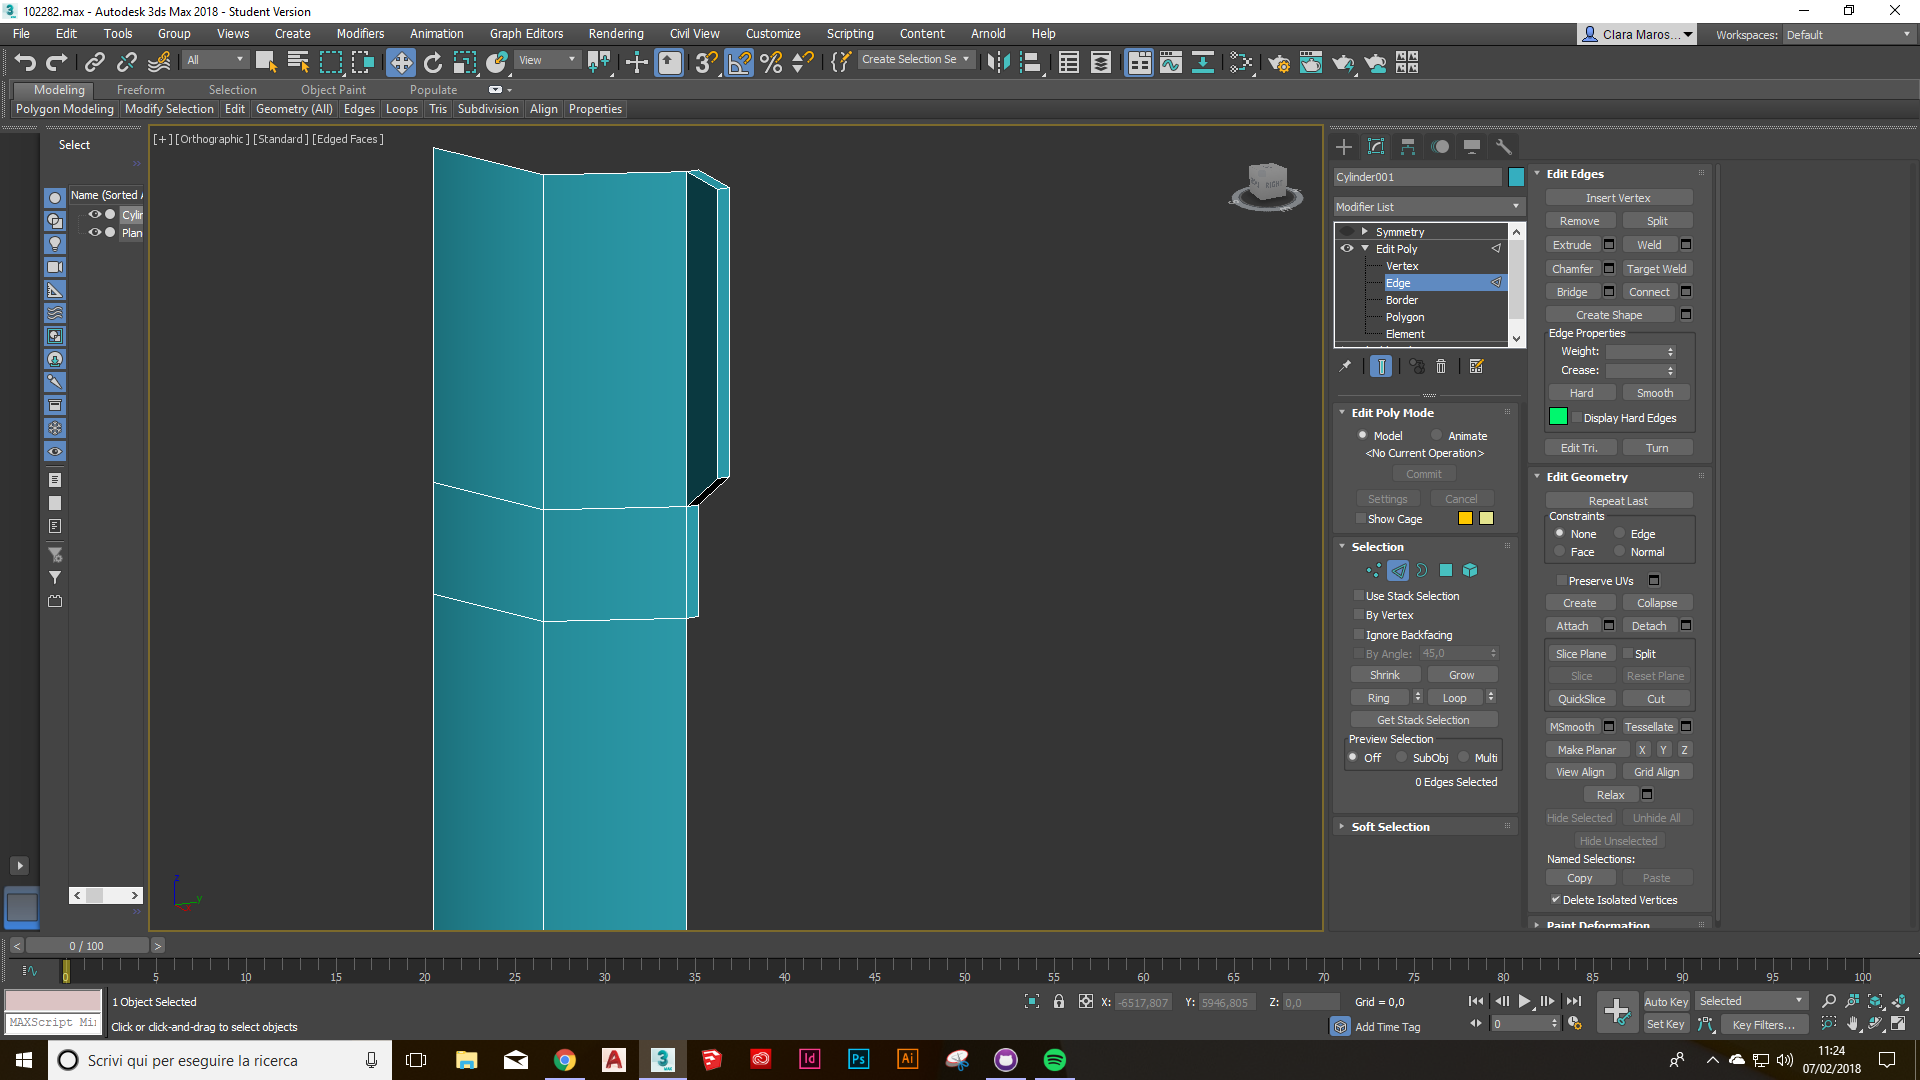 102282.max - Autodesk 3ds Max 2018 - Student Version
File Edit Tools Group Views Create Modifiers Animation Graph Editors Rendering Civil View Customize Scripting Content Arnold Help
Clara Maros... Workspaces: Default
All View Create Selection Se
Modeling Freeform Selection Object Paint Populate
Polygon Modeling Modify Selection Edit Geometry (All) Edges Loops Tris Subdivision Align Properties
Select
Name (Sorted A
Cylin
Plan
[+] [Orthographic] [Standard] [Edged Faces]
RIGHT
z
y
Cylinder001
Modifier List
Symmetry
Edit Poly
Vertex
Edge
Border
Polygon
Element
Edit Poly Mode
Model Animate
<No Current Operation>
Commit
Settings Cancel
Show Cage
Selection
Use Stack Selection
By Vertex
Ignore Backfacing
By Angle: 45,0
Shrink Grow
Ring Loop
Get Stack Selection
Preview Selection
Off SubObj Multi
0 Edges Selected
Soft Selection
Edit Edges
Insert Vertex
Remove Split
Extrude Weld
Chamfer Target Weld
Bridge Connect
Create Shape
Edge Properties
Weight:
Crease:
Hard Smooth
Display Hard Edges
Edit Tri. Turn
Edit Geometry
Repeat Last
Constraints
None Edge
Face Normal
Preserve UVs
Create Collapse
Attach Detach
Slice Plane Split
Slice Reset Plane
QuickSlice Cut
MSmooth Tessellate
Make Planar X Y Z
View Align Grid Align
Relax
Hide Selected Unhide All
Hide Unselected
Named Selections:
Copy Paste
Delete Isolated Vertices
Paint Deformation
< 0 / 100 >
0 5 10 15 20 25 30 35 40 45 50 55 60 65 70 75 80 85 90 95 100
1 Object Selected
X: -6517,807 Y: 5946,805 Z: 0,0 Grid = 0,0
Auto Key Selected
MAXScript Mi
Click or click-and-drag to select objects
Add Time Tag
0
Set Key Key Filters...
Scrivi qui per eseguire la ricerca
11:24
07/02/2018